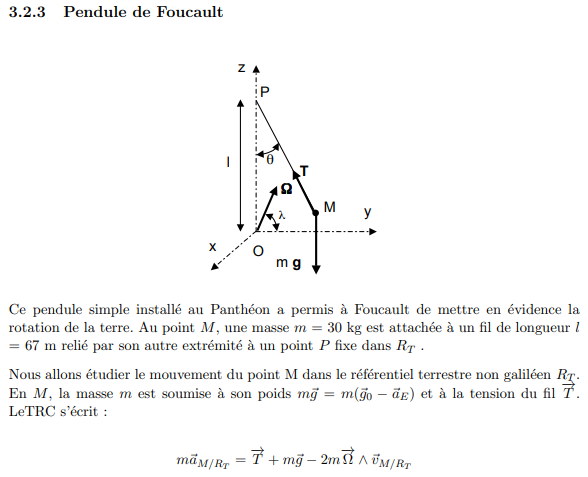 3.2.3 Pendule de Foucault
z
P
l
θ
T
Ω
M
λ
y
x
O
m g
Ce pendule simple installé au Panthéon a permis à Foucault de mettre en évidence la
rotation de la terre. Au point M, une masse m = 30 kg est attachée à un fil de longueur l
= 67 m relié par son autre extrémité à un point P fixe dans R_T .
Nous allons étudier le mouvement du point M dans le référentiel terrestre non galiléen R_T.
En M, la masse m est soumise à son poids m\vec{g} = m(\vec{g}_0 − \vec{a}_E) et à la tension du fil \overrightarrow{T}.
LeTRC s'écrit :
m\vec{a}_{M/R_T} = \overrightarrow{T} + m\vec{g} − 2m\overrightarrow{Ω} ∧ \vec{v}_{M/R_T}